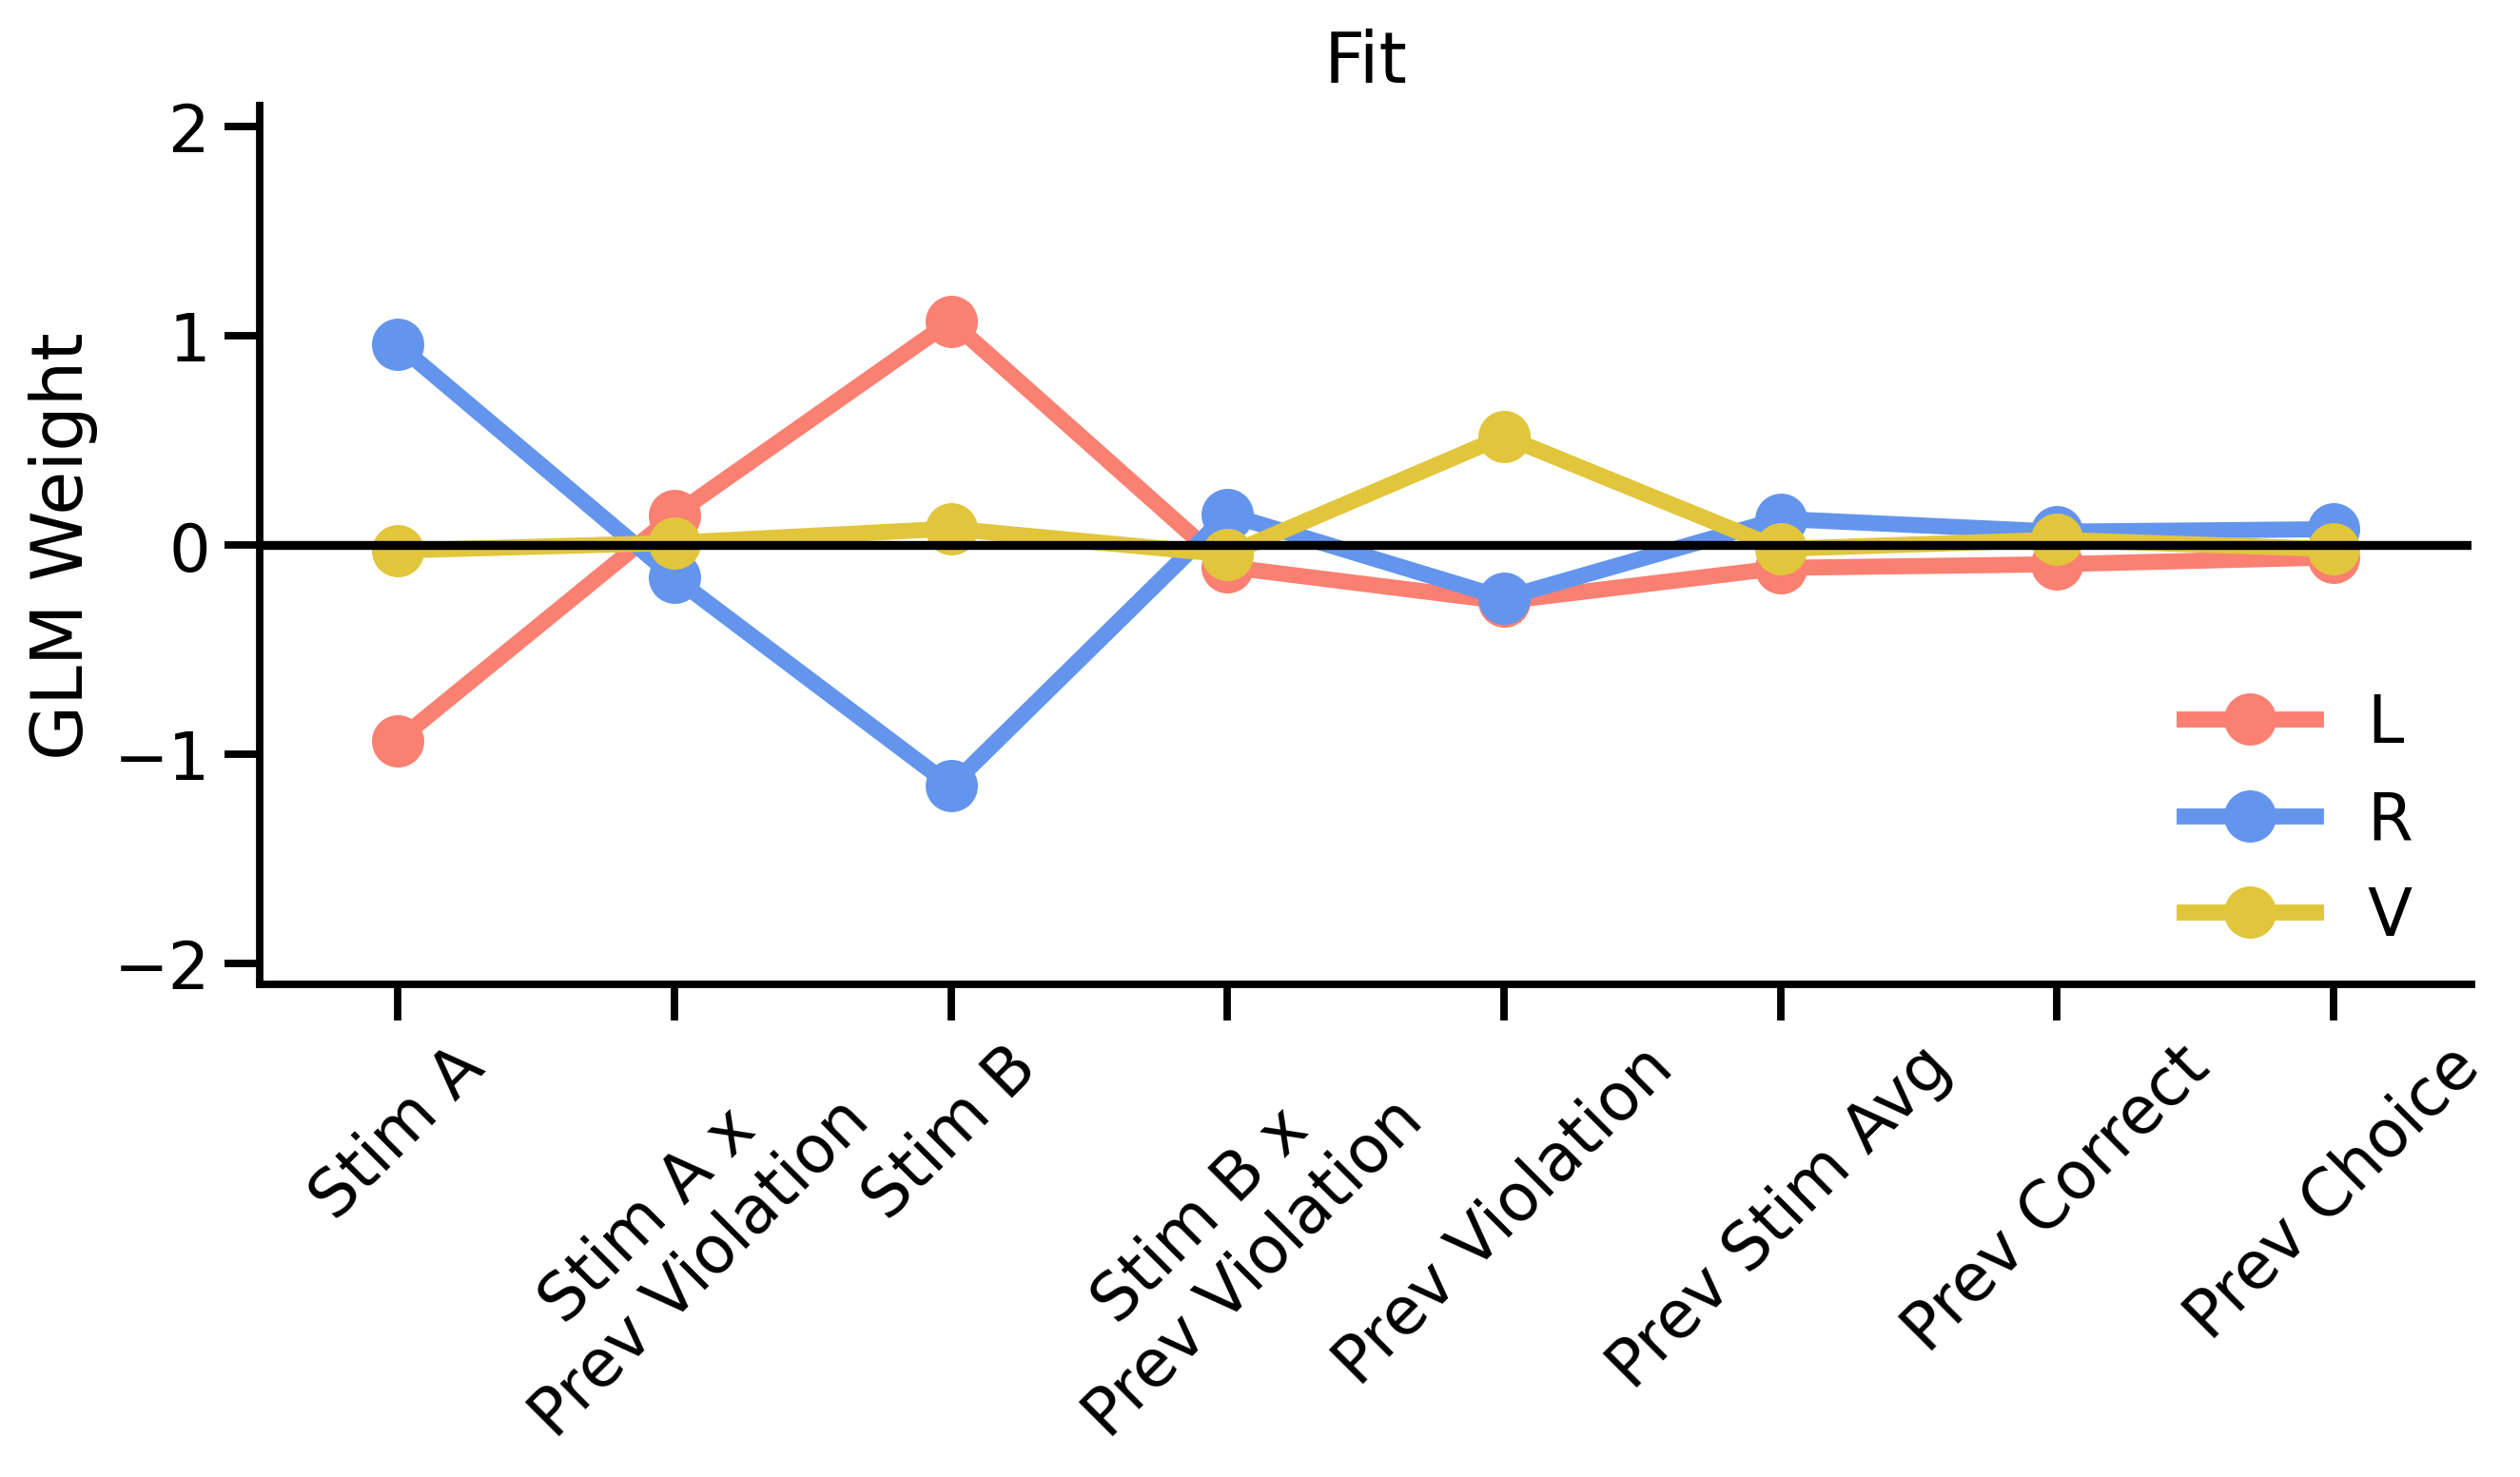 Fit
GLM Weight
2
1
0
−1
−2
L
R
V
Stim A
Stim A x
Prev Violation
Stim B
Stim B x
Prev Violation
Prev Violation
Prev Stim Avg
Prev Correct
Prev Choice